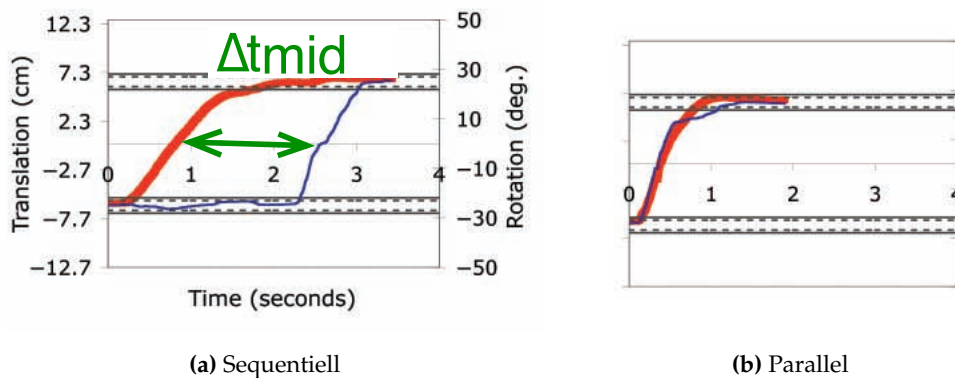 Δtmid
Translation (cm)
12.3
7.3
2.3
−2.7
−7.7
−12.7
0 1 2 3 4
50
30
10
−10
−30
−50
Rotation (deg.)
Time (seconds)
(a) Sequentiell
0 1 2 3 4
(b) Parallel